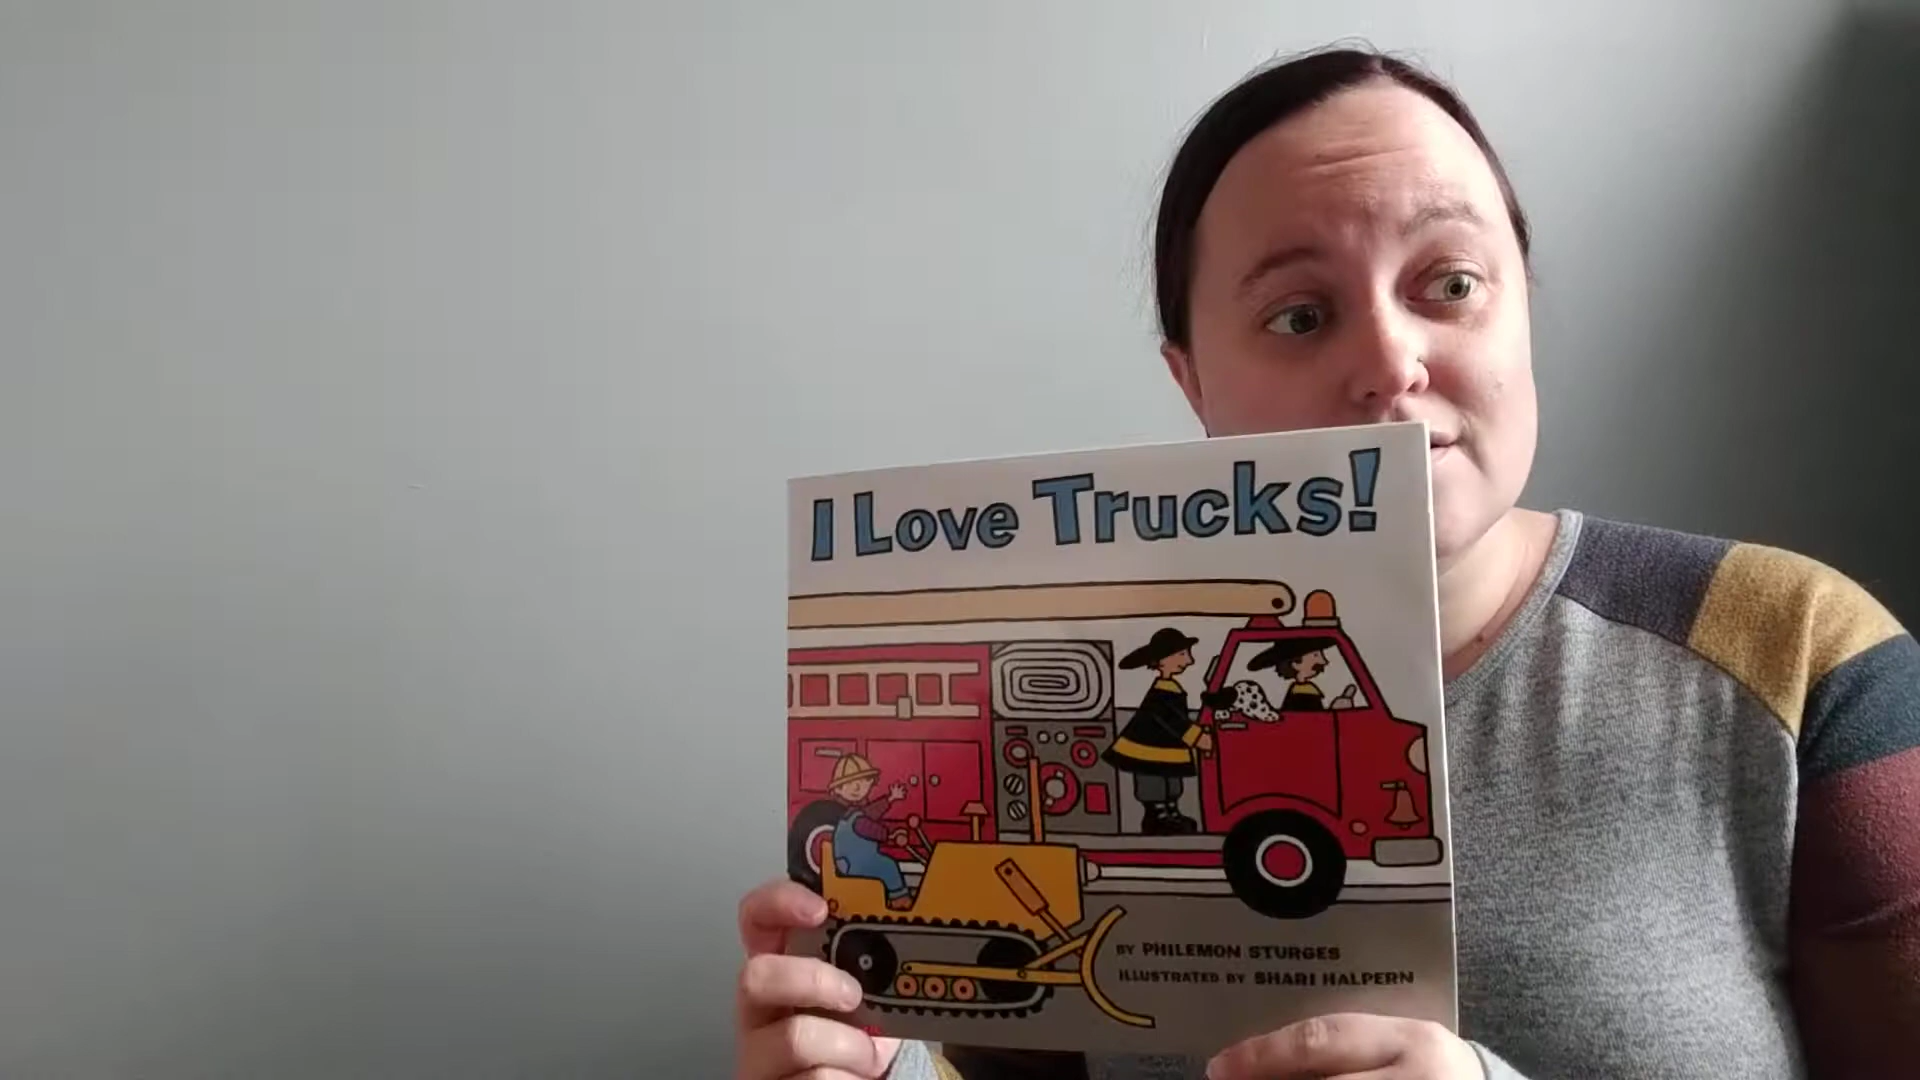 I Love Trucks!
BY PHILEMON STURGES
ILLUSTRATED BY SHARI HALPERN